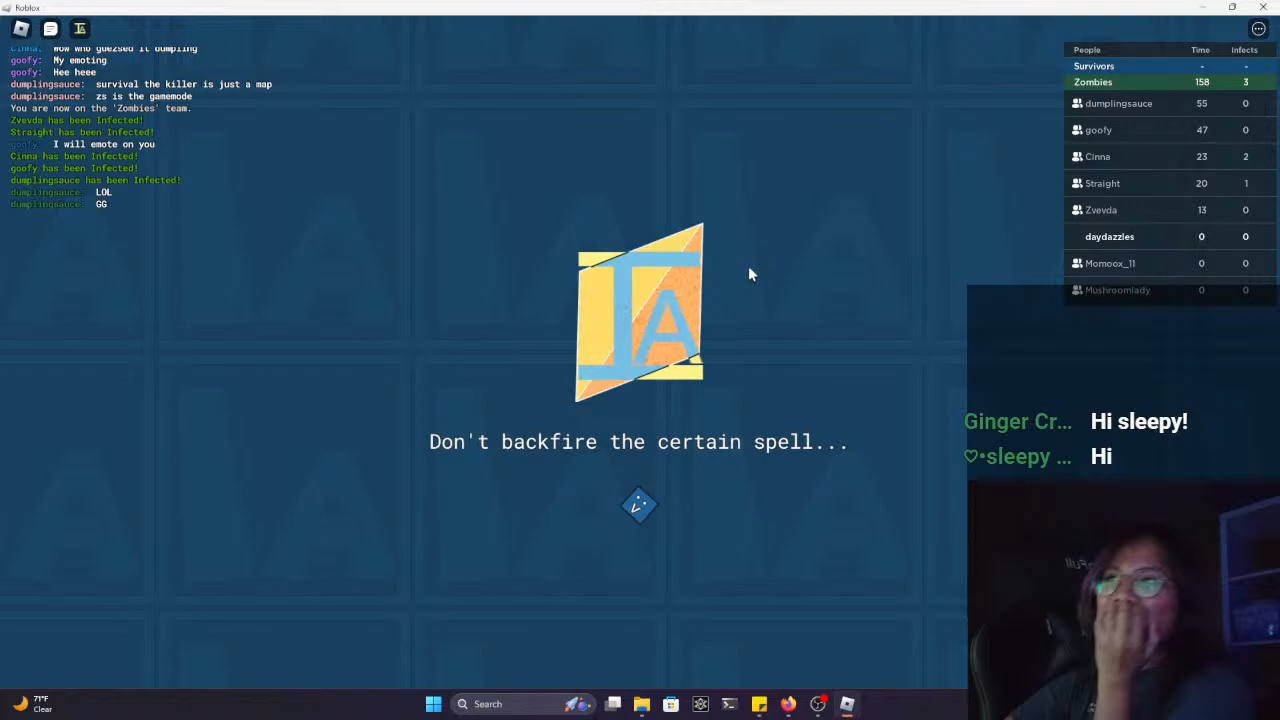 Roblox
Cinna: Wow who guezsed it dumpling
goofy: My emoting
goofy: Hee heee
dumplingsauce: survival the killer is just a map
dumplingsauce: zs is the gamemode
You are now on the 'Zombies' team.
Zvevda has been Infected!
Straight has been Infected!
goofy: I will emote on you
Cinna has been Infected!
goofy has been Infected!
dumplingsauce has been Infected!
dumplingsauce: LOL
dumplingsauce: GG
People Time Infects
Survivors - -
Zombies 158 3
dumplingsauce 55 0
goofy 47 0
Cinna 23 2
Straight 20 1
Zvevda 13 0
daydazzles 0 0
Momoox_11 0 0
Mushroomlady 0 0
IA
Don't backfire the certain spell...
Ginger Cr... Hi sleepy!
♡•sleepy ... Hi
71°F
Clear
Search